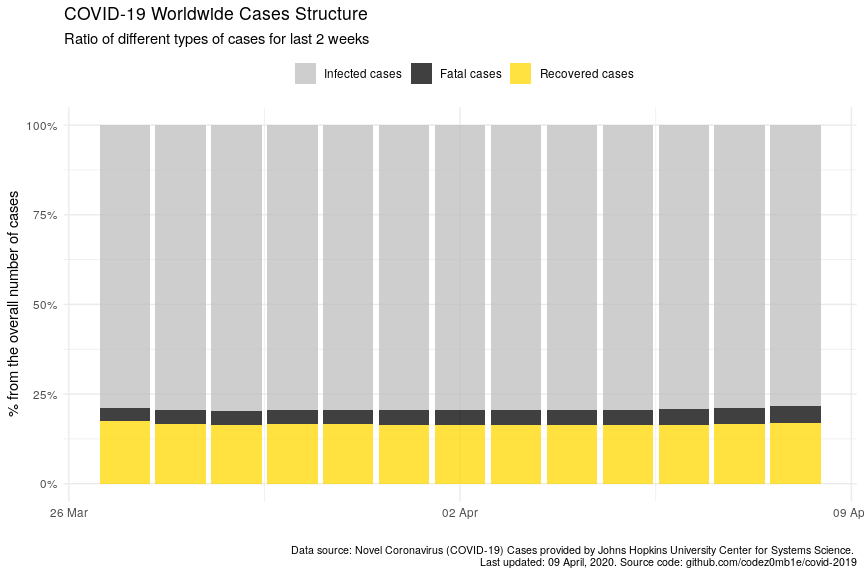 COVID-19 Worldwide Cases Structure
Ratio of different types of cases for last 2 weeks
Infected cases Fatal cases Recovered cases
% from the overall number of cases
100%
75%
50%
25%
0%
26 Mar 02 Apr 09 Ap
Data source: Novel Coronavirus (COVID-19) Cases provided by Johns Hopkins University Center for Systems Science.
Last updated: 09 April, 2020. Source code: github.com/codez0mb1e/covid-2019